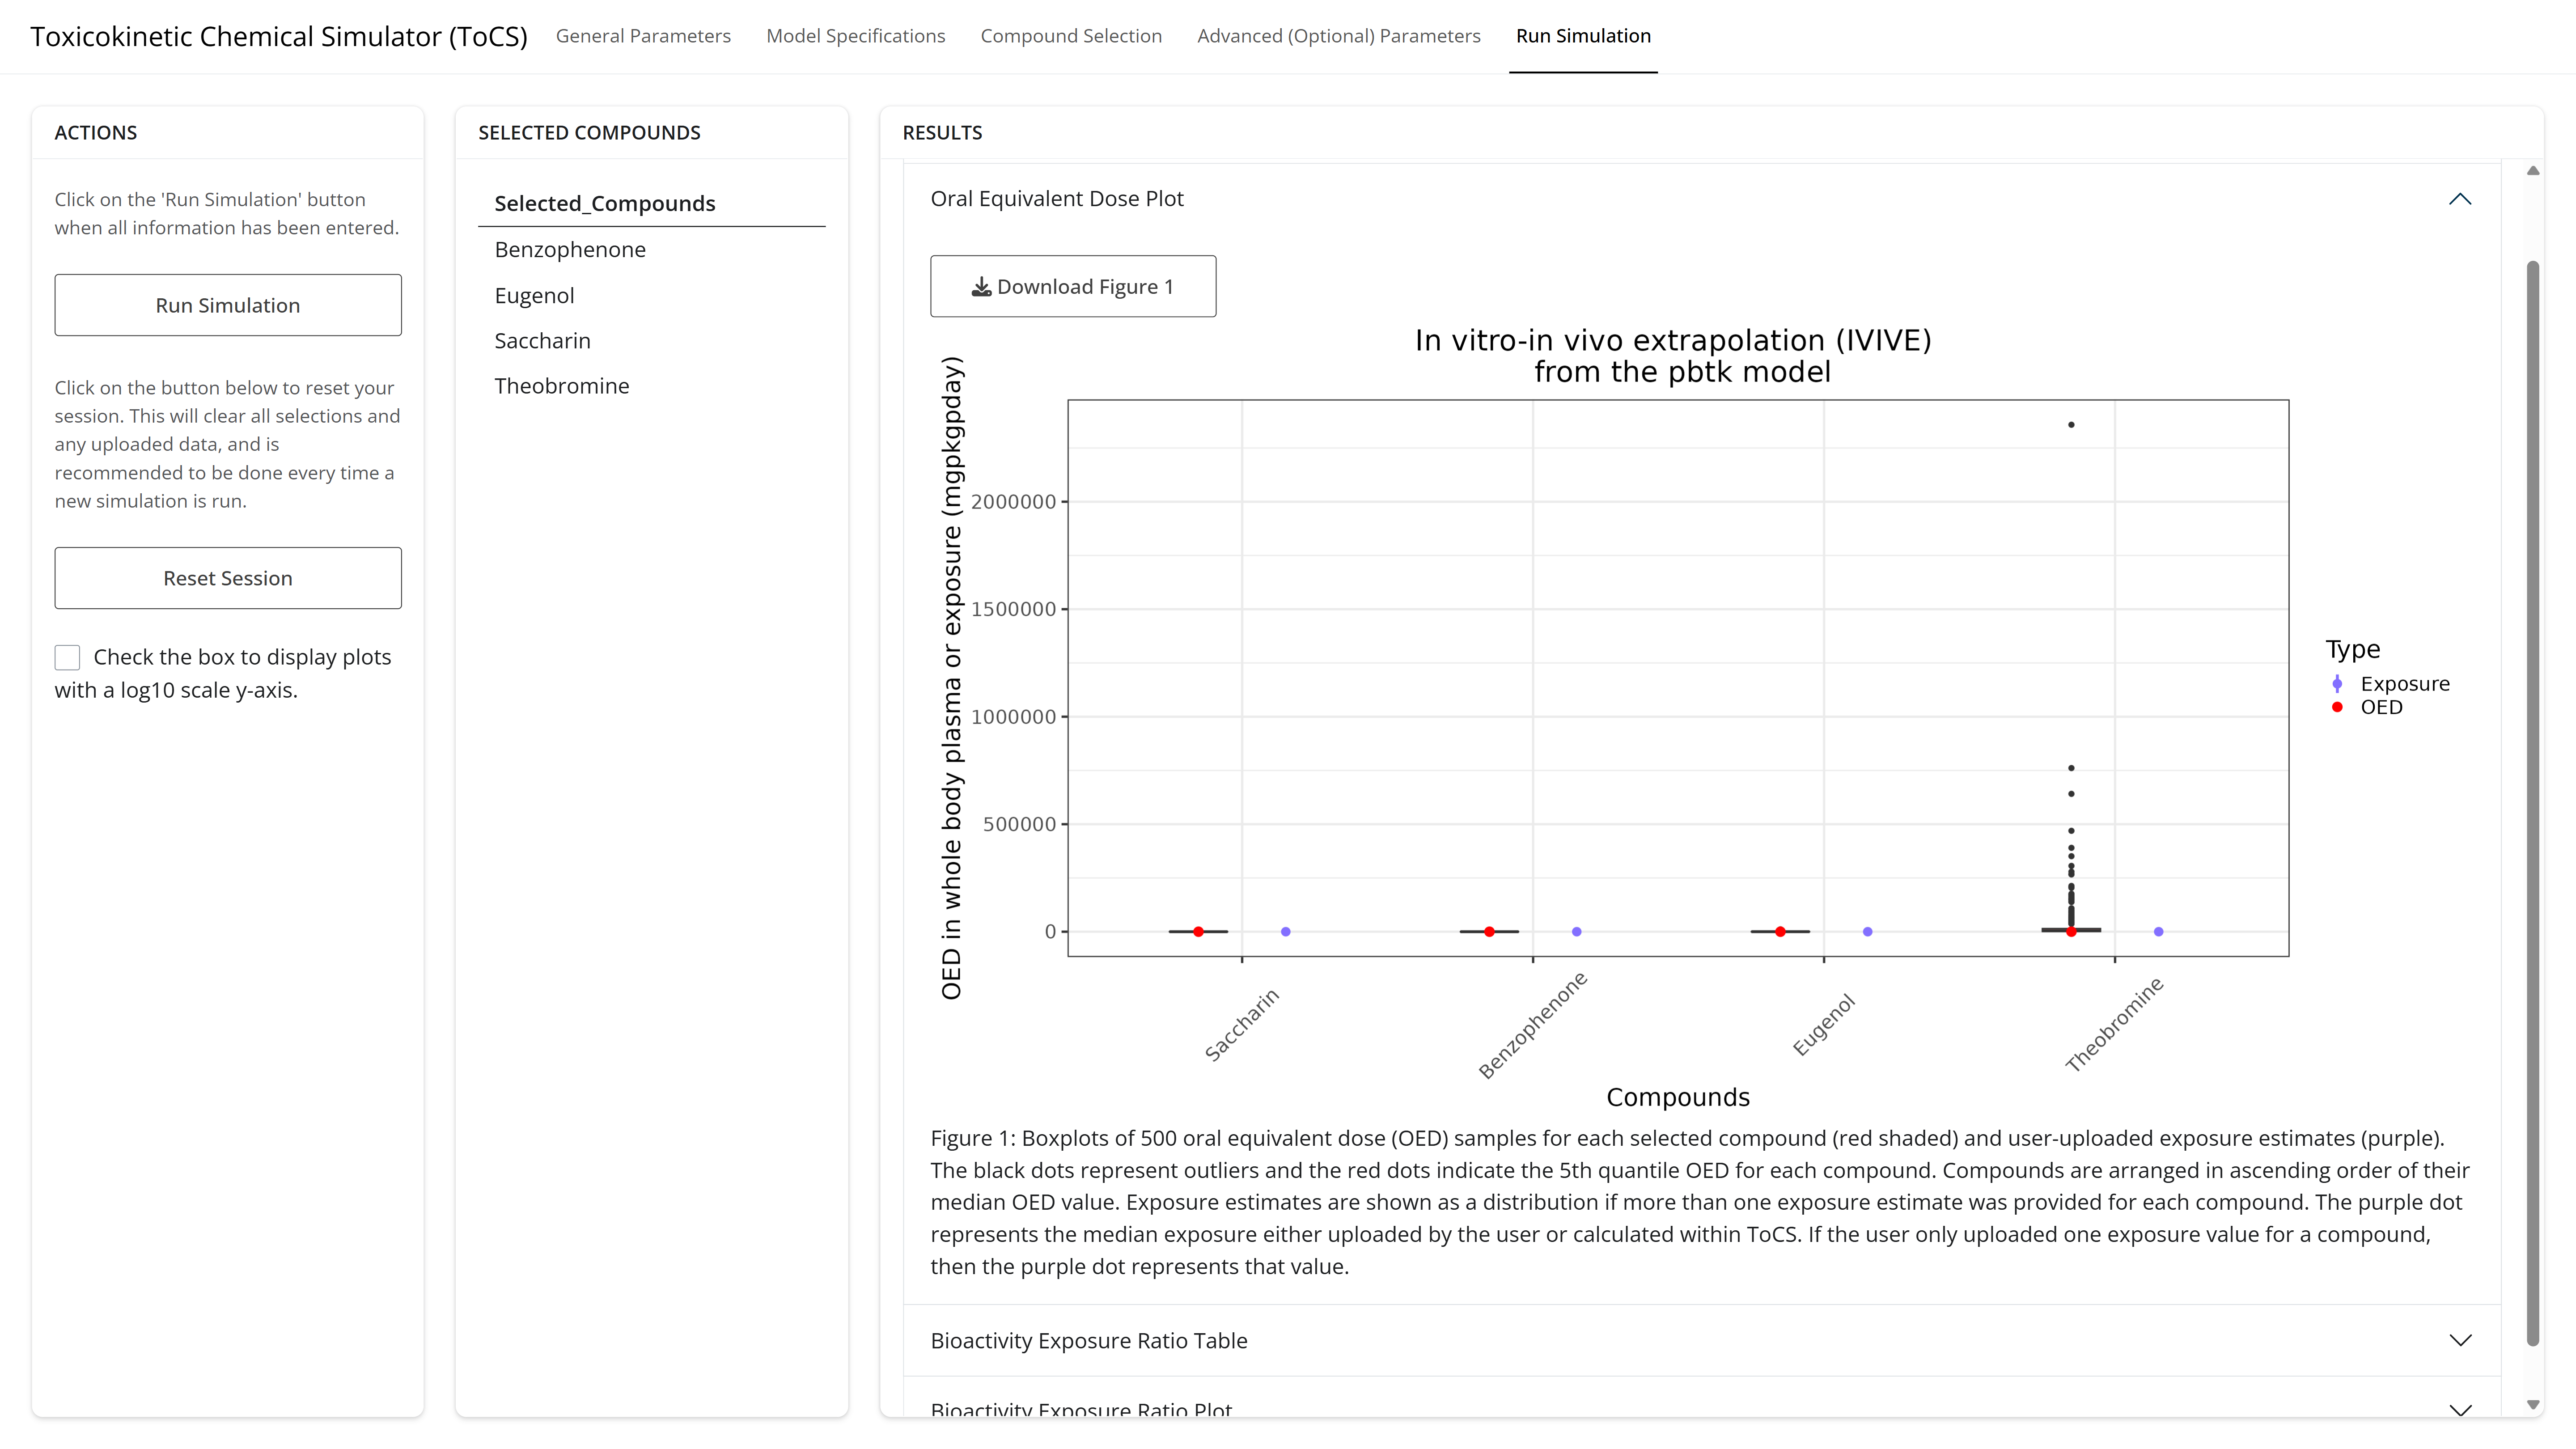 Toxicokinetic Chemical Simulator (ToCS)
General Parameters
Model Specifications
Compound Selection
Advanced (Optional) Parameters
Run Simulation
ACTIONS
Click on the 'Run Simulation' button
when all information has been entered.
Run Simulation
Click on the button below to reset your
session. This will clear all selections and
any uploaded data, and is
recommended to be done every time a
new simulation is run.
Reset Session
Check the box to display plots
with a log10 scale y-axis.
SELECTED COMPOUNDS
Selected_Compounds
Benzophenone
Eugenol
Saccharin
Theobromine
RESULTS
Oral Equivalent Dose Plot
Download Figure 1
In vitro-in vivo extrapolation (IVIVE)
from the pbtk model
OED in whole body plasma or exposure (mgpkgpday)
2000000
1500000
1000000
500000
0
Saccharin
Benzophenone
Eugenol
Theobromine
Compounds
Type
Exposure
OED
Figure 1: Boxplots of 500 oral equivalent dose (OED) samples for each selected compound (red shaded) and user-uploaded exposure estimates (purple).
The black dots represent outliers and the red dots indicate the 5th quantile OED for each compound. Compounds are arranged in ascending order of their
median OED value. Exposure estimates are shown as a distribution if more than one exposure estimate was provided for each compound. The purple dot
represents the median exposure either uploaded by the user or calculated within ToCS. If the user only uploaded one exposure value for a compound,
then the purple dot represents that value.
Bioactivity Exposure Ratio Table
Bioactivity Exposure Ratio Plot